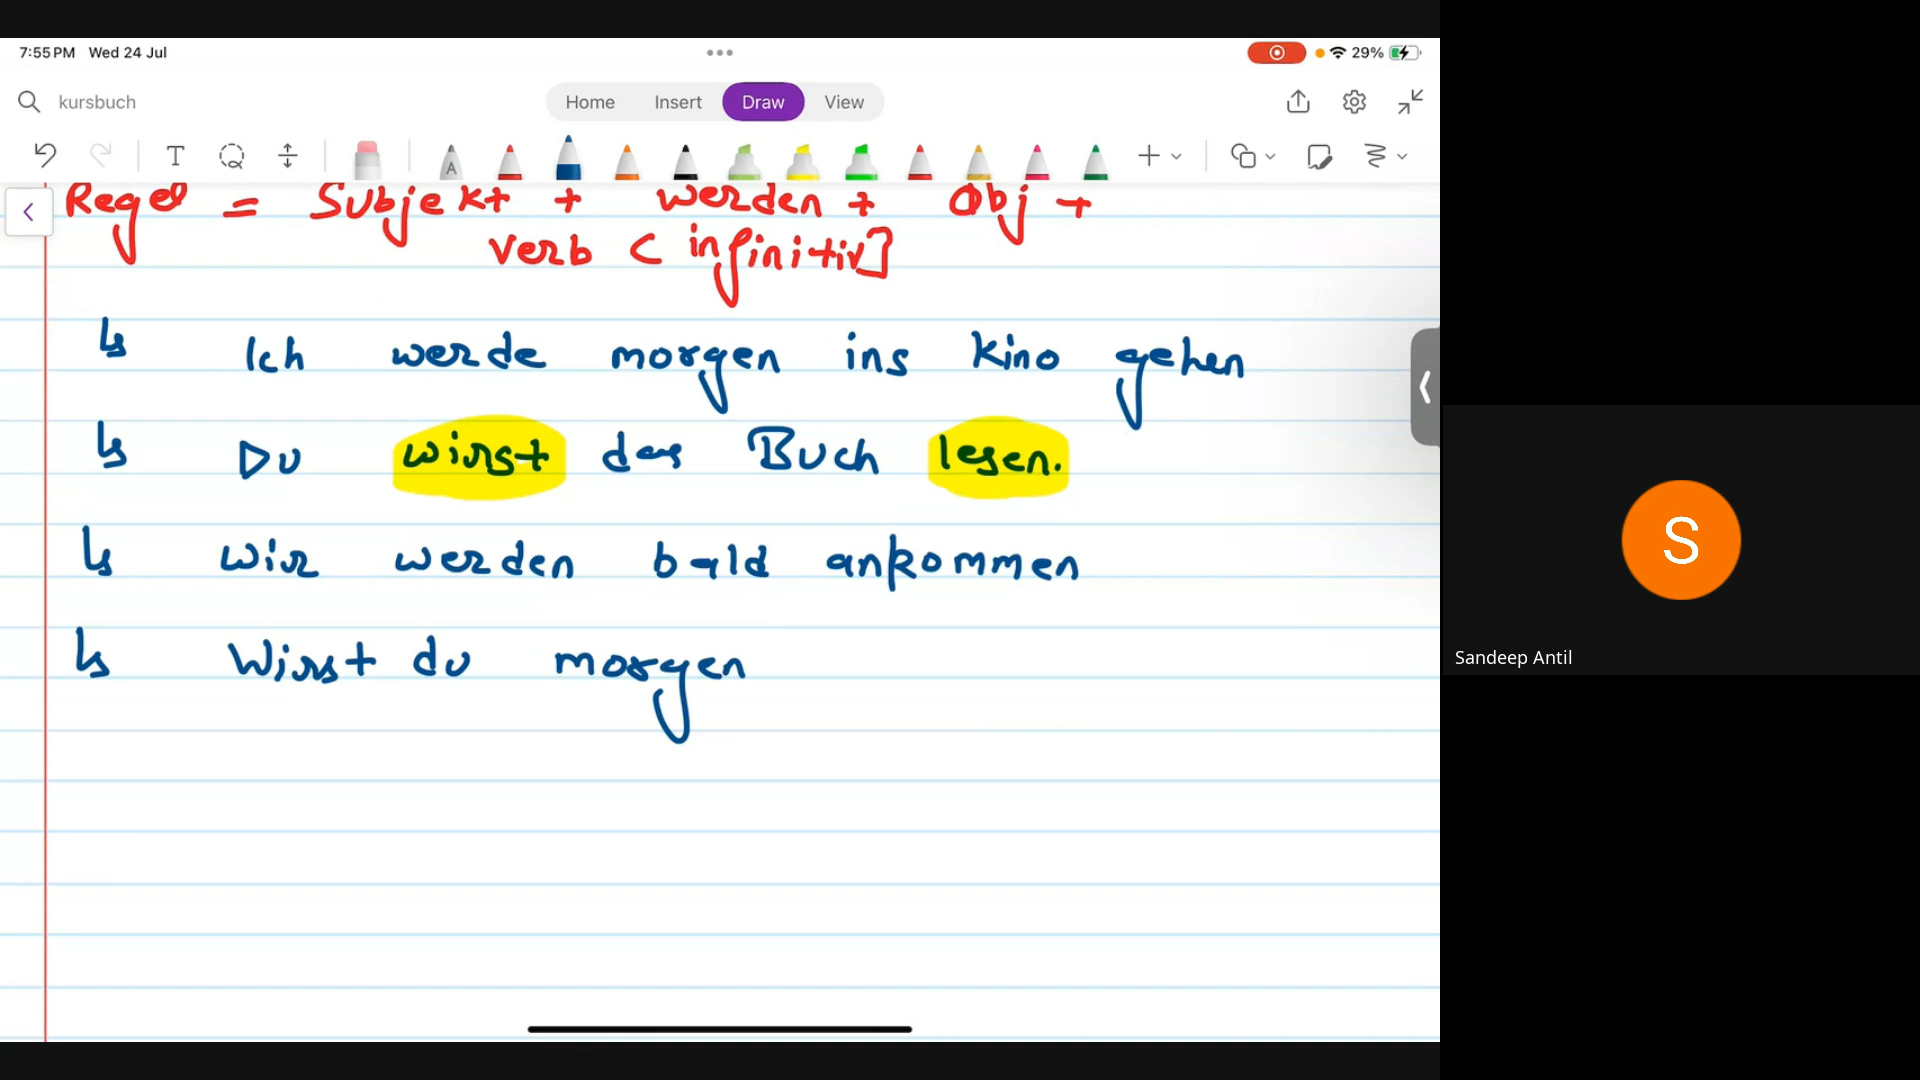 7:55 PM Wed 24 Jul
29%
kursbuch
Home Insert Draw View
T A
Regel = Subjekt + werden + Obj +
verb ( infinitiv]
Ich werde morgen ins Kino gehen
Du wirst das Buch lesen.
wir werden bald ankommen
Wirst du morgen
S
Sandeep Antil